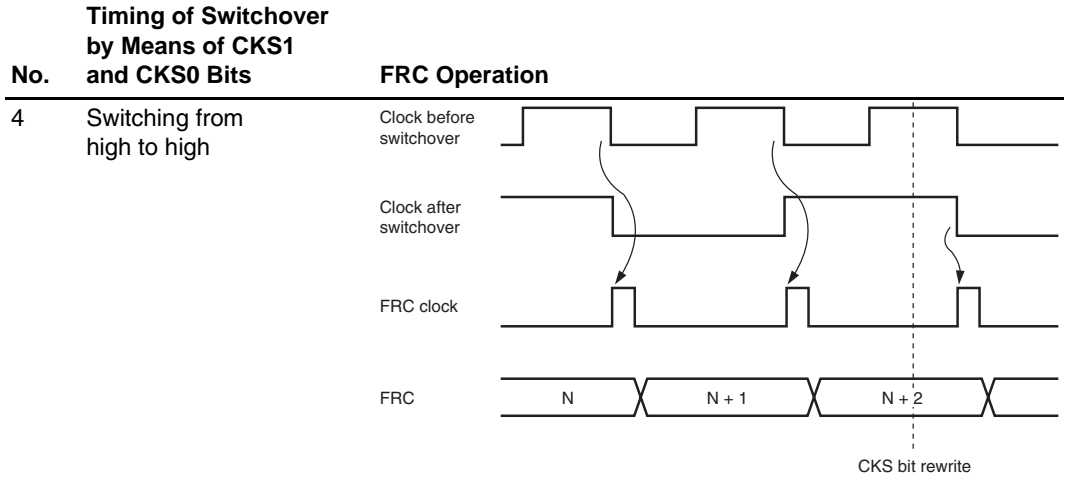 Timing of Switchover
by Means of CKS1
No. and CKS0 Bits FRC Operation
4 Switching from
high to high
Clock before
switchover
Clock after
switchover
FRC clock
FRC N N + 1 N + 2
CKS bit rewrite